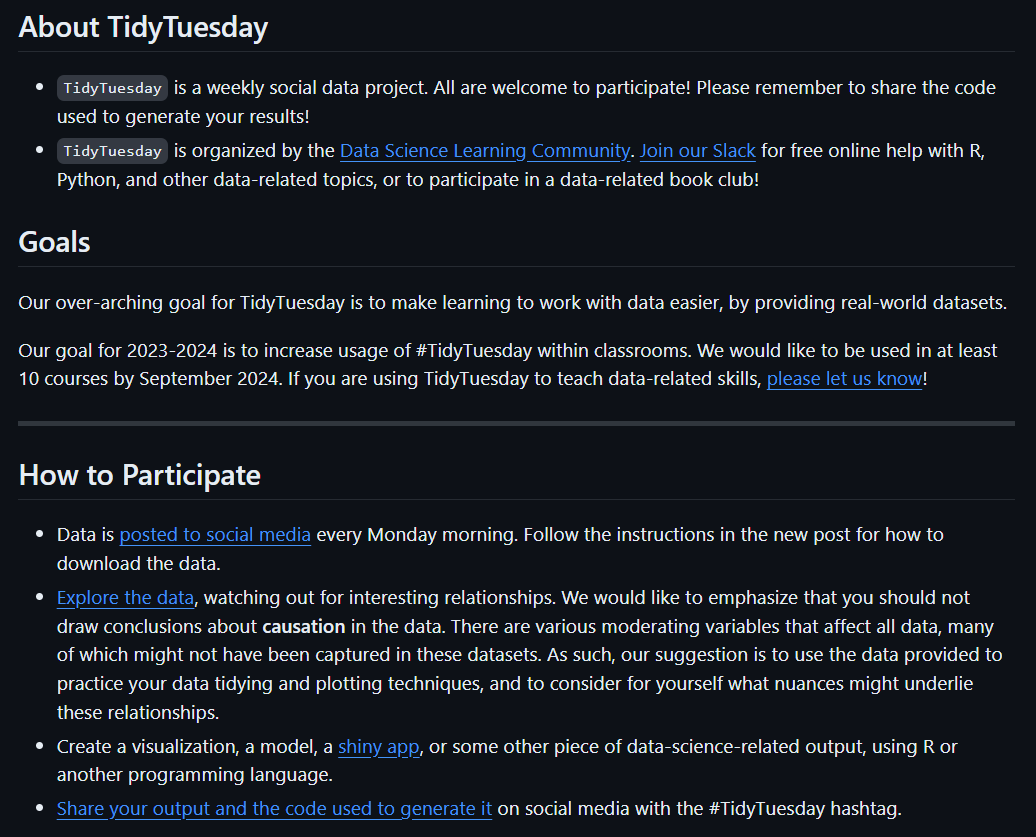 About TidyTuesday
TidyTuesday is a weekly social data project. All are welcome to participate! Please remember to share the code
used to generate your results!
TidyTuesday is organized by the Data Science Learning Community. Join our Slack for free online help with R,
Python, and other data-related topics, or to participate in a data-related book club!
Goals
Our over-arching goal for TidyTuesday is to make learning to work with data easier, by providing real-world datasets.
Our goal for 2023-2024 is to increase usage of #TidyTuesday within classrooms. We would like to be used in at least
10 courses by September 2024. If you are using TidyTuesday to teach data-related skills, please let us know!
How to Participate
Data is posted to social media every Monday morning. Follow the instructions in the new post for how to
download the data.
Explore the data, watching out for interesting relationships. We would like to emphasize that you should not
draw conclusions about causation in the data. There are various moderating variables that affect all data, many
of which might not have been captured in these datasets. As such, our suggestion is to use the data provided to
practice your data tidying and plotting techniques, and to consider for yourself what nuances might underlie
these relationships.
Create a visualization, a model, a shiny app, or some other piece of data-science-related output, using R or
another programming language.
Share your output and the code used to generate it on social media with the #TidyTuesday hashtag.